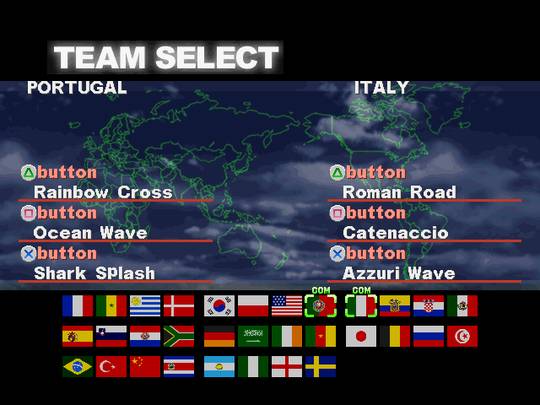 TEAM SELECT
PORTUGAL
ITALY
button
Rainbow Cross
button
Ocean Wave
button
Shark SPlash
button
Roman Road
button
Catenaccio
button
Azzuri Wave
COM
COM